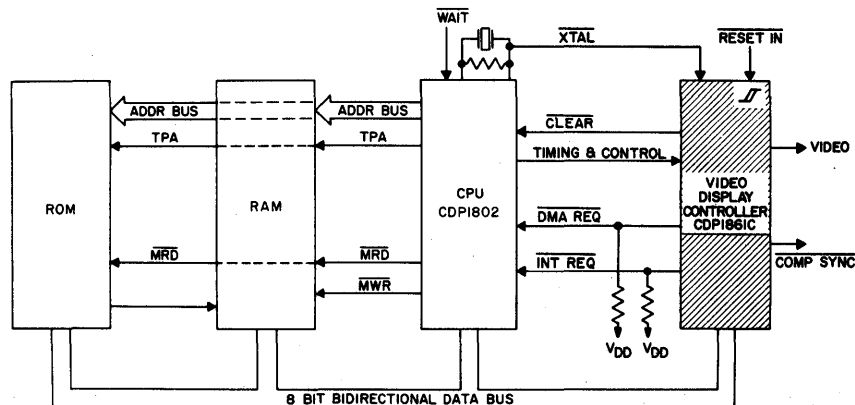 WAIT
XTAL
RESET IN
ADDR BUS
ADDR BUS
CLEAR
TPA
TPA
TIMING & CONTROL
VIDEO
ROM
RAM
CPU
CDP1802
VIDEO
DISPLAY
CONTROLLER
CDP1861C
DMA REQ
MRD
MRD
INT REQ
COMP SYNC
MWR
VDD
VDD
8 BIT BIDIRECTIONAL DATA BUS